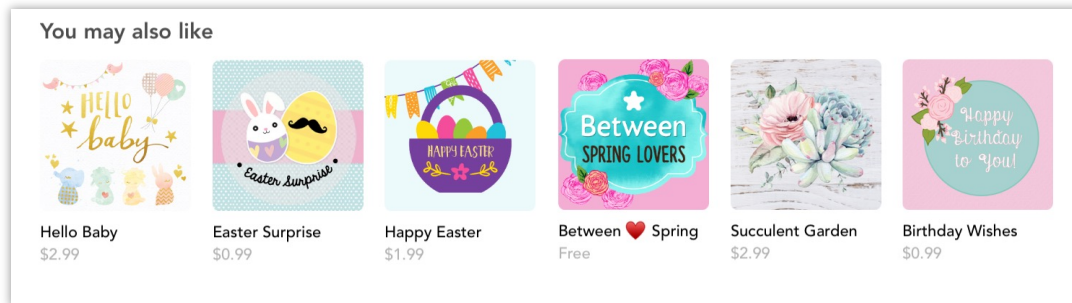 You may also like
HELLO
baby
Easter Surprise
HAPPY EASTER
Between
SPRING LOVERS
Happy
Birthday
to You!
Hello Baby
$2.99
Easter Surprise
$0.99
Happy Easter
$1.99
Between ♥️ Spring
Free
Succulent Garden
$2.99
Birthday Wishes
$0.99